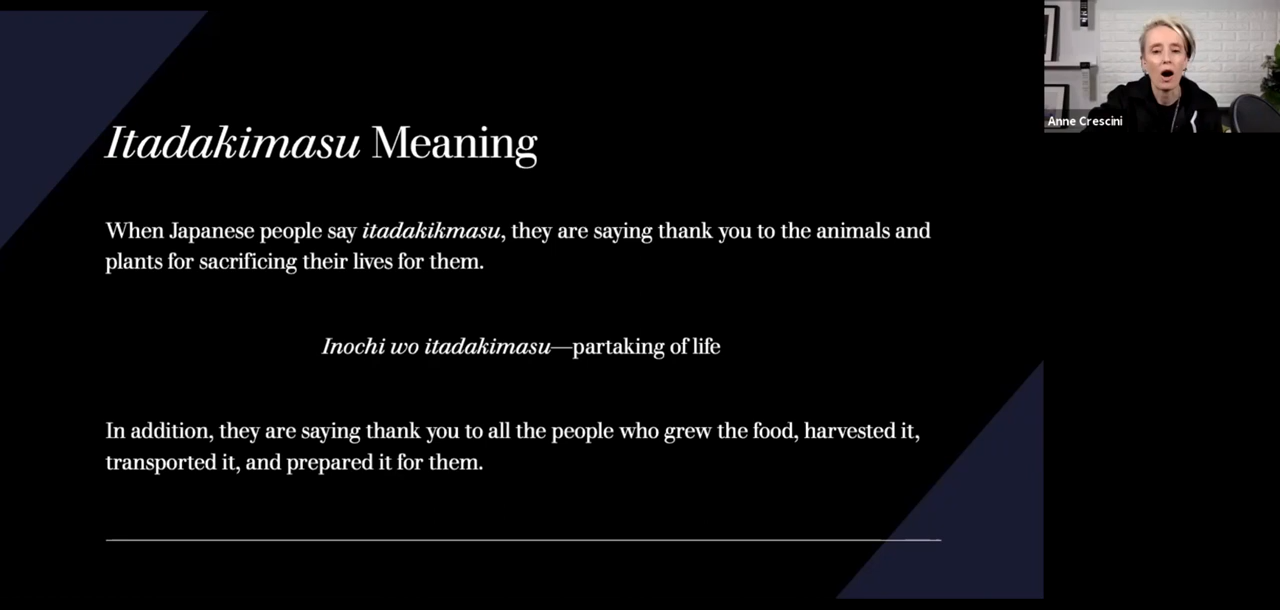 Itadakimasu Meaning
When Japanese people say itadakikmasu, they are saying thank you to the animals and
plants for sacrificing their lives for them.
Inochi wo itadakimasu—partaking of life
In addition, they are saying thank you to all the people who grew the food, harvested it,
transported it, and prepared it for them.
Anne Crescini